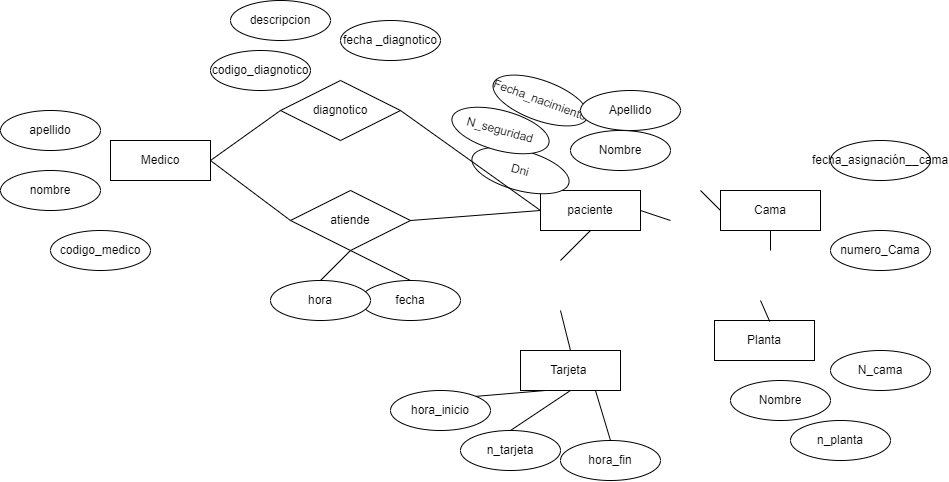 descripcion
fecha _diagnotico
codigo_diagnotico
diagnotico
Fecha_nacimiento
Apellido
N_seguridad
Nombre
Dni
apellido
Medico
nombre
codigo_medico
atiende
paciente
Cama
fecha_asignación__cama
numero_Cama
hora
fecha
Planta
Tarjeta
N_cama
Nombre
hora_inicio
n_tarjeta
hora_fin
n_planta